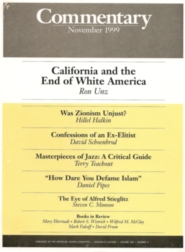 Commentary
November 1999
California and the
End of White America
Ron Unz
Was Zionism Unjust?
Hillel Halkin
Confessions of an Ex-Elitist
David Schoenbrod
Masterpieces of Jazz: A Critical Guide
Terry Teachout
"How Dare You Defame Islam"
Daniel Pipes
The Eye of Alfred Stieglitz
Steven C. Munson
Books in Review